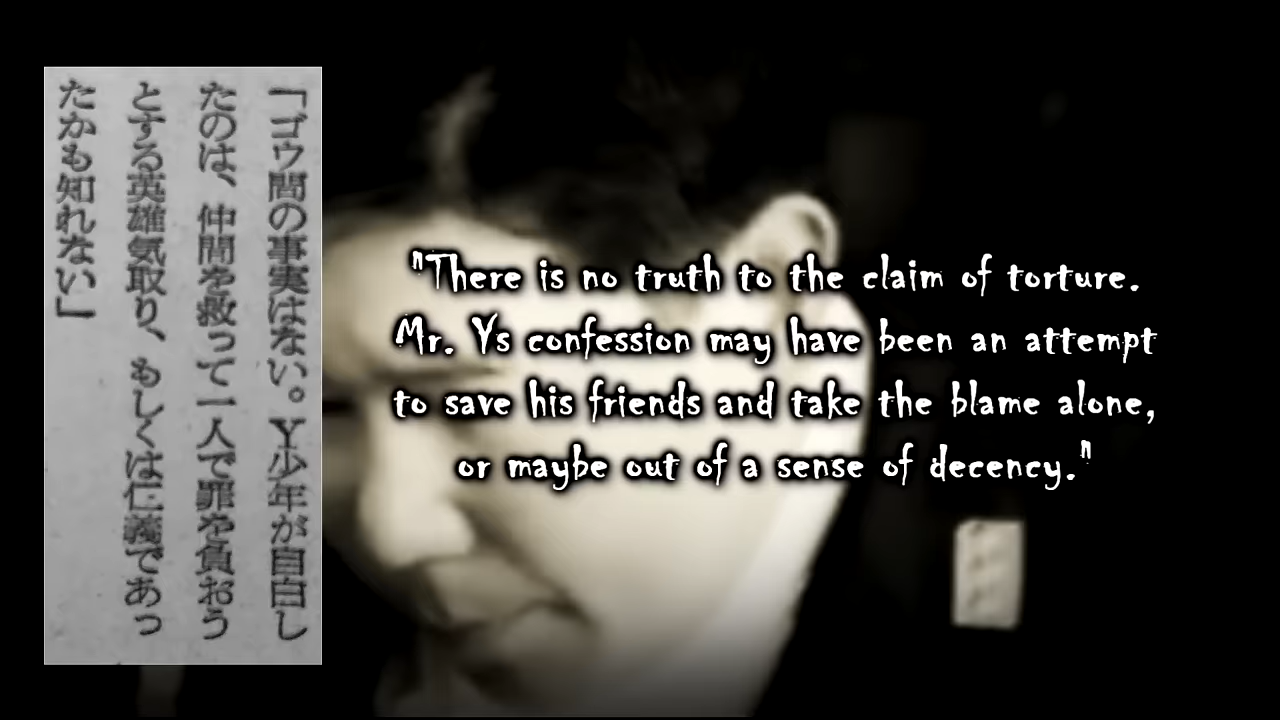 「ゴウ問の事実はない。Y少年が自白し
たのは、仲間を救って一人で罪を負おう
とする英雄気取り、もしくは仁義であっ
たかも知れない」
"There is no truth to the claim of torture.
Mr. Ys confession may have been an attempt
to save his friends and take the blame alone,
or maybe out of a sense of decency."